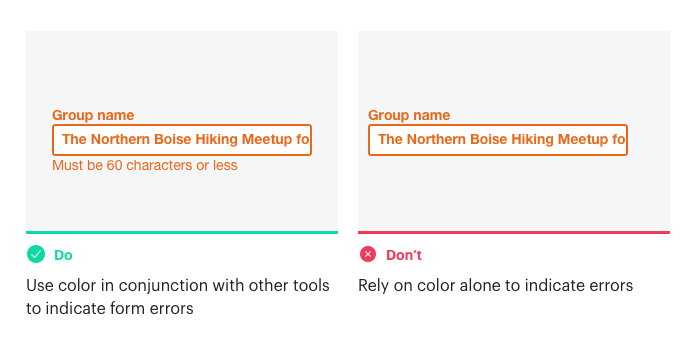 Group name
The Northern Boise Hiking Meetup fo
Must be 60 characters or less
Do
Use color in conjunction with other tools
to indicate form errors
Group name
The Northern Boise Hiking Meetup fo
Don’t
Rely on color alone to indicate errors